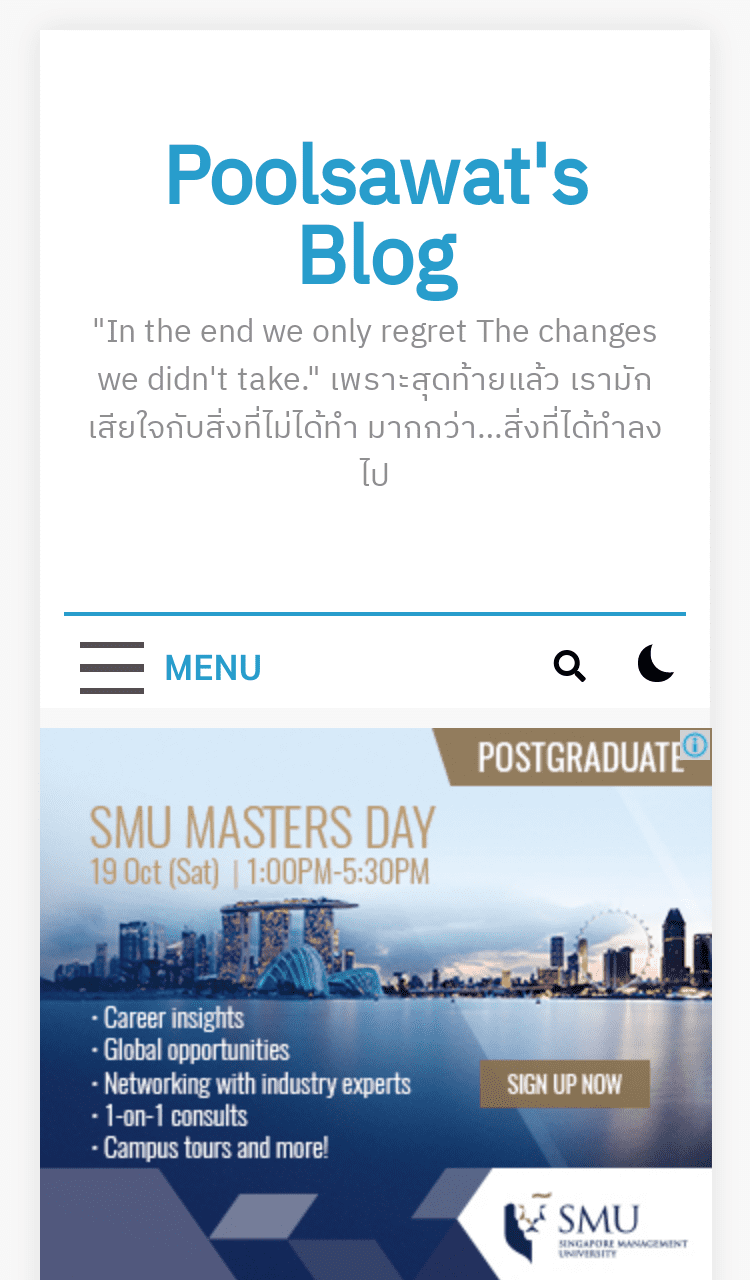 Poolsawat's
Blog
"In the end we only regret The changes
we didn't take." เพราะสุดท้ายแล้ว เรามัก
เสียใจกับสิ่งที่ไม่ได้ทำ มากกว่า...สิ่งที่ได้ทำลง
ไป
MENU
POSTGRADUATE
SMU MASTERS DAY
19 Oct (Sat) | 1:00PM-5:30PM
· Career insights
· Global opportunities
· Networking with industry experts
· 1-on-1 consults
· Campus tours and more!
SIGN UP NOW
SMU
SINGAPORE MANAGEMENT
UNIVERSITY